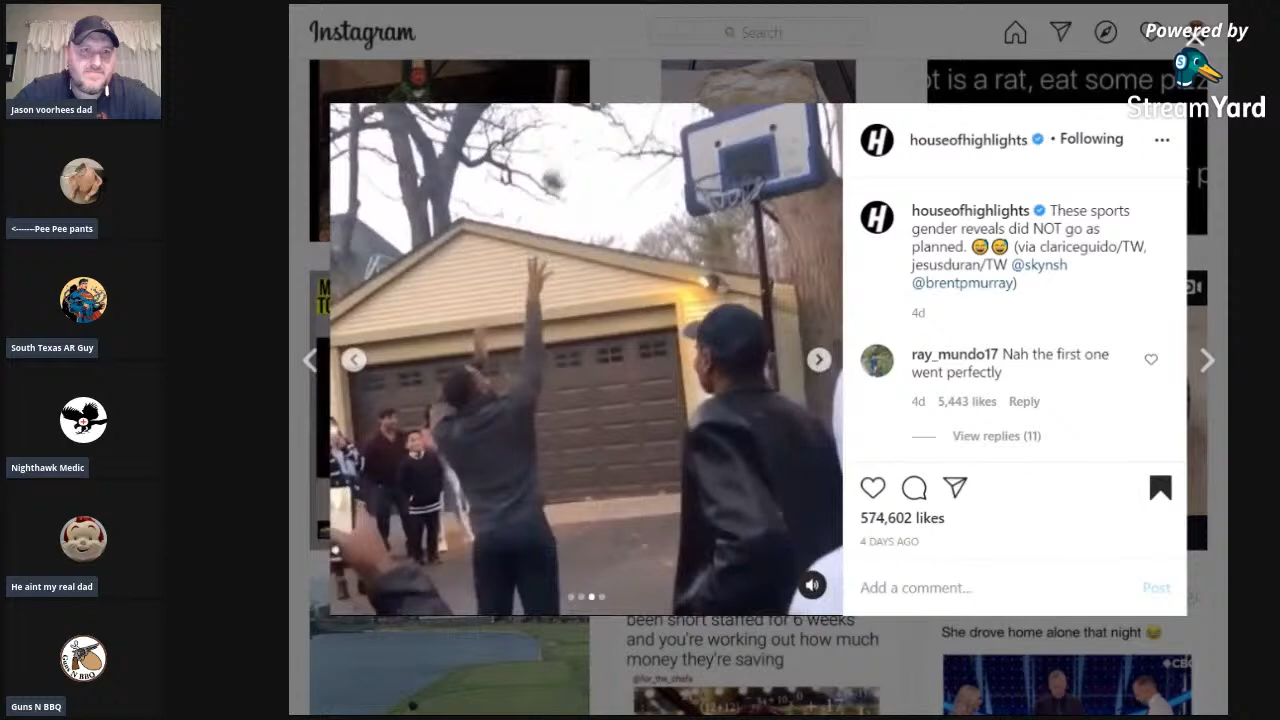 Jason voorhees dad
<------Pee Pee pants
South Texas AR Guy
Nighthawk Medic
He aint my real dad
Guns N BBQ
Instagram
Search
Powered by
StreamYard
ot is a rat, eat some
houseofhighlights • Following
houseofhighlights These sports
gender reveals did NOT go as
planned. 😅😅 (via clariceguido/TW,
jesusduran/TW @skynsh
@brentpmurray)
4d
ray_mundo17 Nah the first one
went perfectly
4d 5,443 likes Reply
View replies (11)
574,602 likes
4 DAYS AGO
Add a comment...
Post
been short staffed for 6 weeks
and you're working out how much
money they're saving
@for_the_chefs
She drove home alone that night 😂